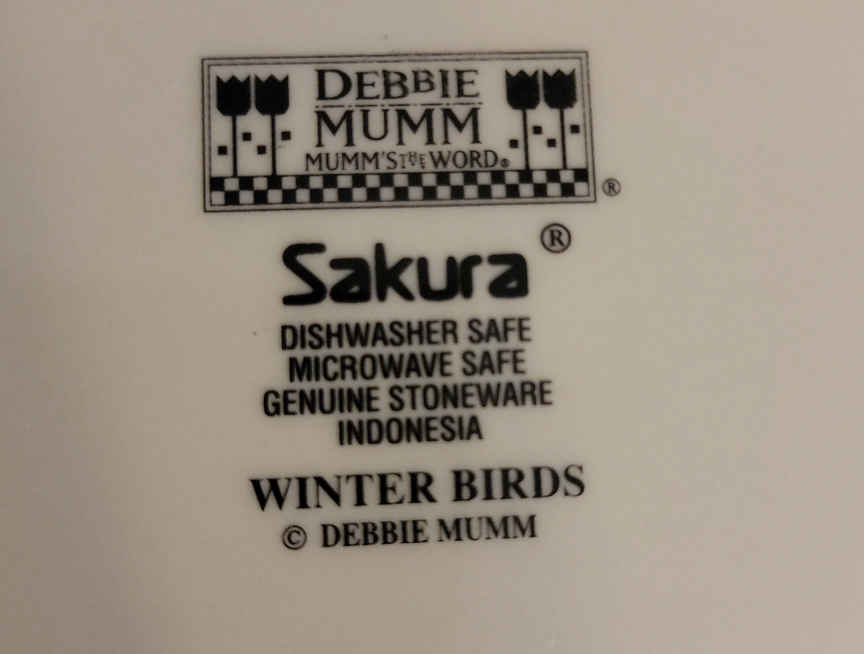 DEBBIE
MUMM
MUMM'S THE WORD®
®
Sakura®
DISHWASHER SAFE
MICROWAVE SAFE
GENUINE STONEWARE
INDONESIA
WINTER BIRDS
© DEBBIE MUMM